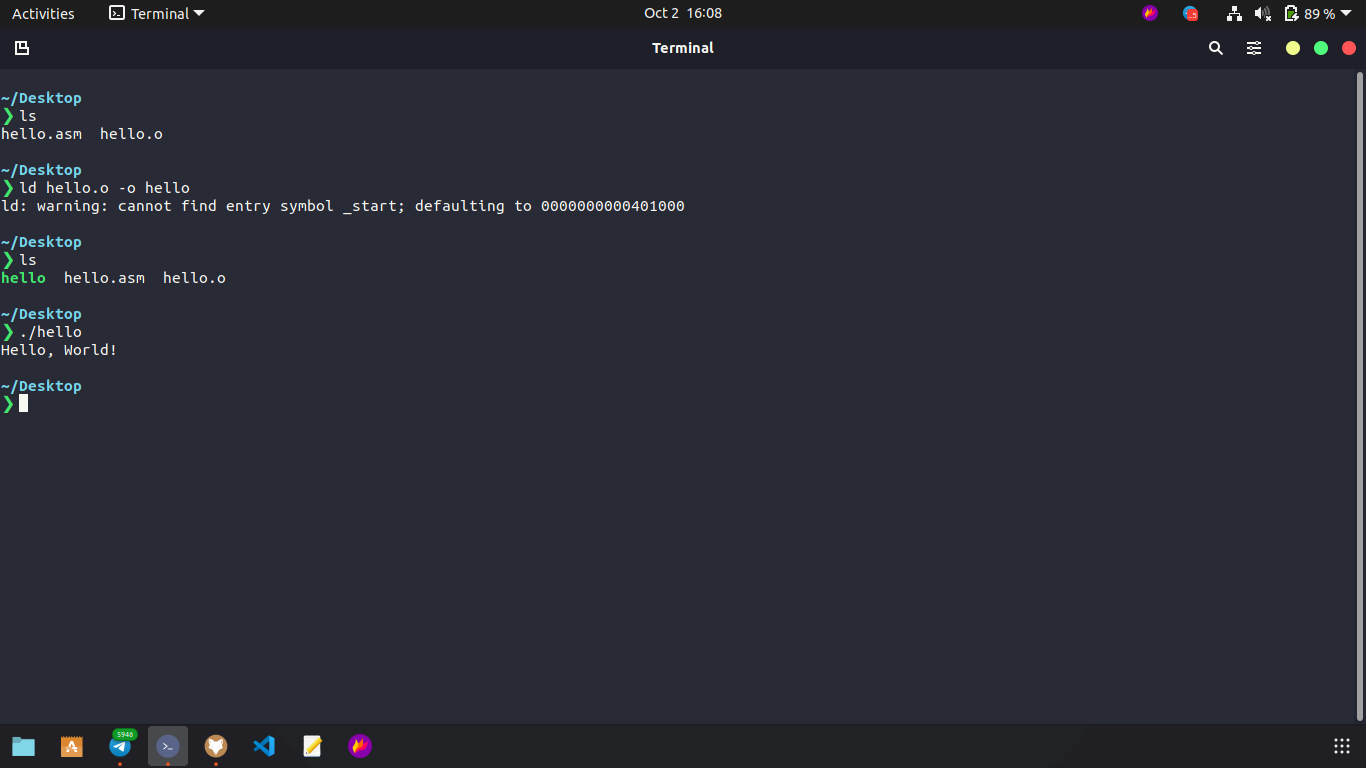 Activities
Terminal
Oct 2 16:08
89 %
Terminal
~/Desktop
❯ ls
hello.asm  hello.o
~/Desktop
❯ ld hello.o -o hello
ld: warning: cannot find entry symbol _start; defaulting to 0000000000401000
~/Desktop
❯ ls
hello  hello.asm  hello.o
~/Desktop
❯ ./hello
Hello, World!
~/Desktop
❯
5946